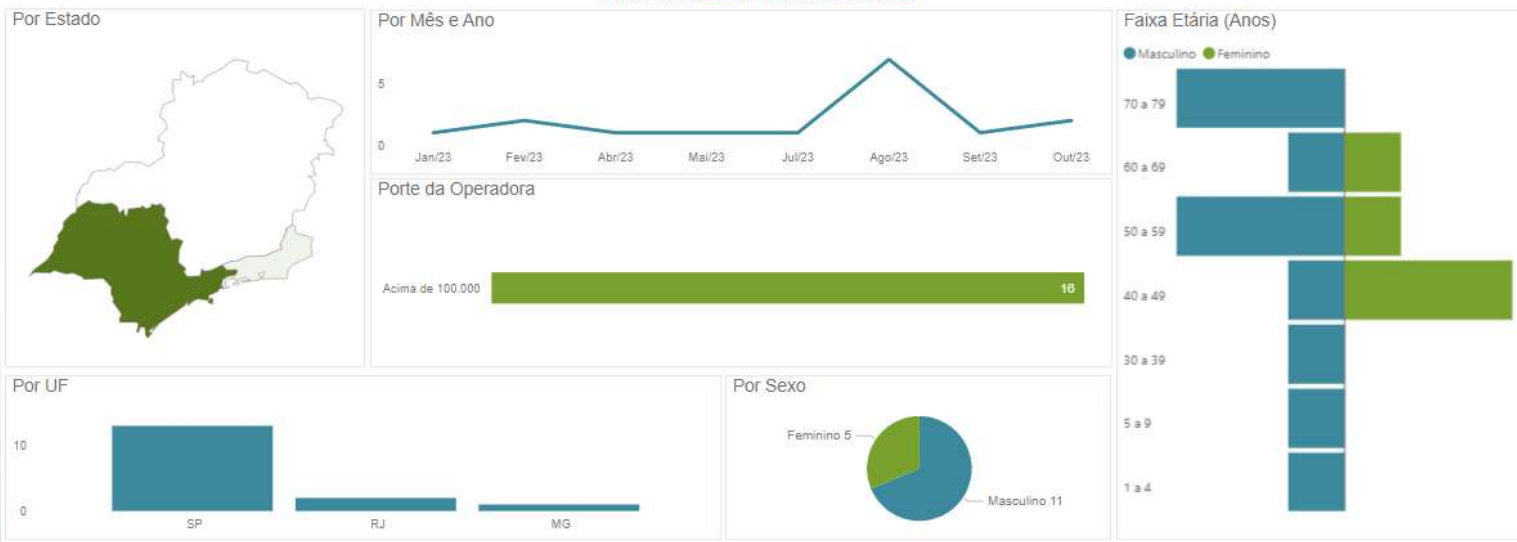 Por Estado
Por Mês e Ano
5
0
Jan/23 Fev/23 Abr/23 Mai/23 Jul/23 Ago/23 Set/23 Out/23
Porte da Operadora
Acima de 100.000 16
Por UF
10
0
SP RJ MG
Por Sexo
Feminino 5
Masculino 11
Faixa Etária (Anos)
Masculino Feminino
70 a 79
60 a 69
50 a 59
40 a 49
30 a 39
5 a 9
1 a 4